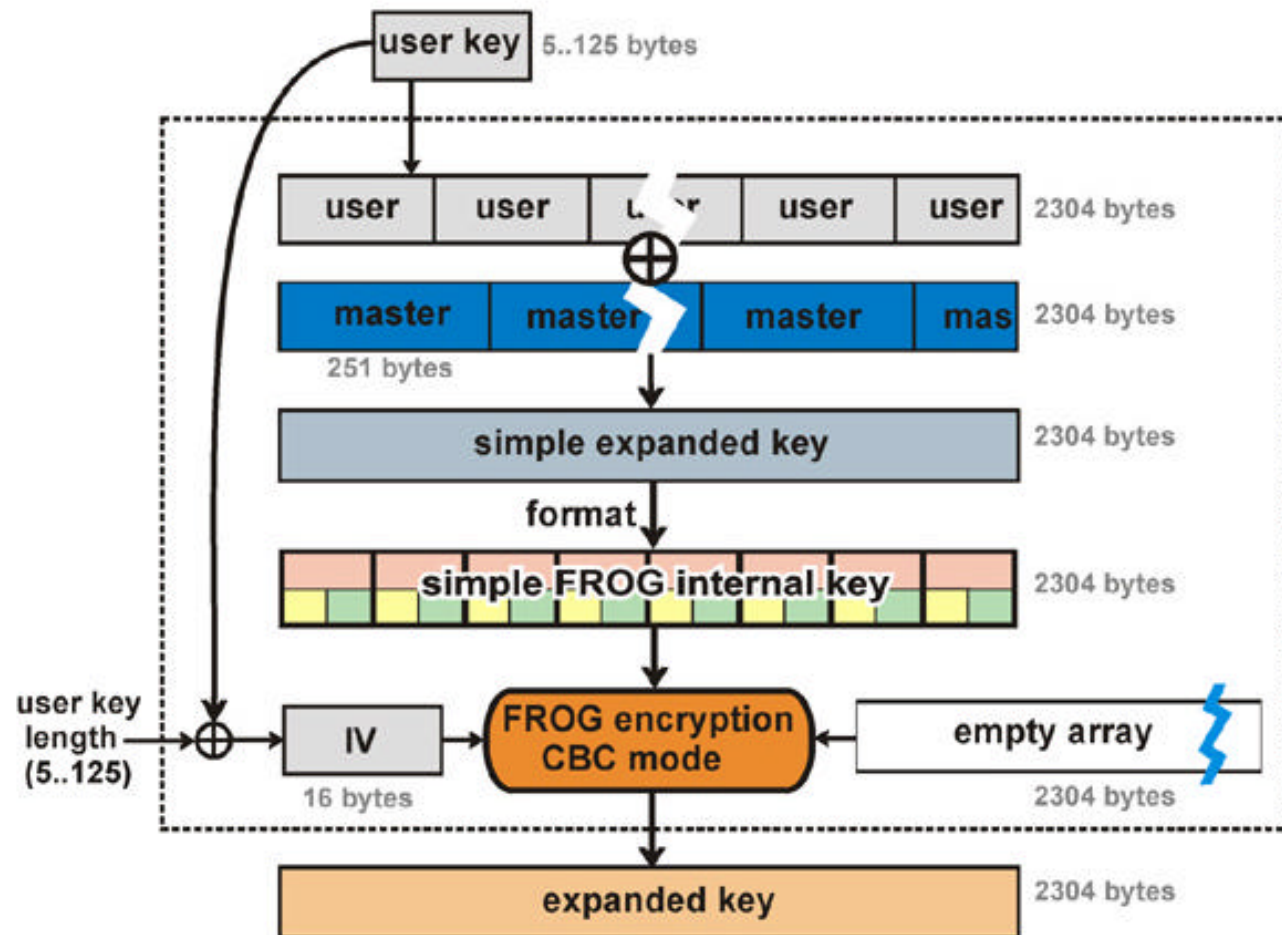 user key
5..125 bytes
user user user user user
2304 bytes
master master master mas
2304 bytes
251 bytes
simple expanded key
2304 bytes
format
simple FROG internal key
2304 bytes
user key
length
(5..125)
IV
16 bytes
FROG encryption
CBC mode
empty array
2304 bytes
expanded key
2304 bytes